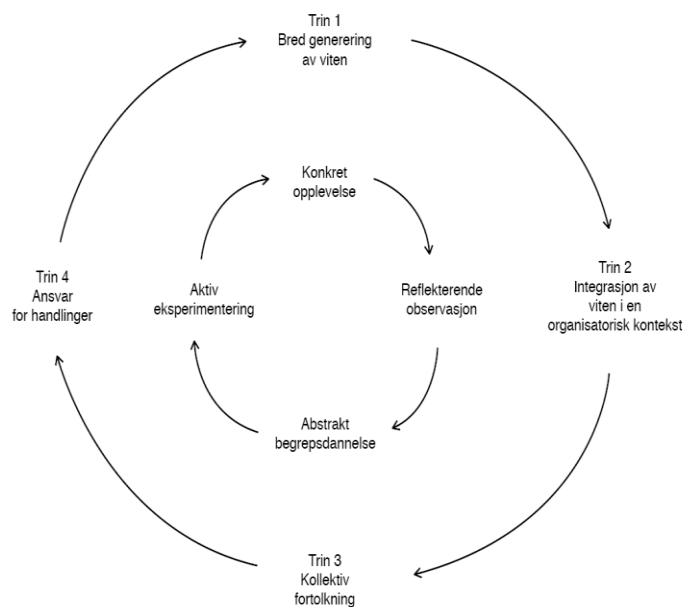 Trin 1
Bred generering
av viten
Konkret
opplevelse
Trin 4
Ansvar
for handlinger
Aktiv
eksperimentering
Reflekterende
observasjon
Trin 2
Integrasjon av
viten i en
organisatorisk kontekst
Abstrakt
begrepsdannelse
Trin 3
Kollektiv
fortolkning